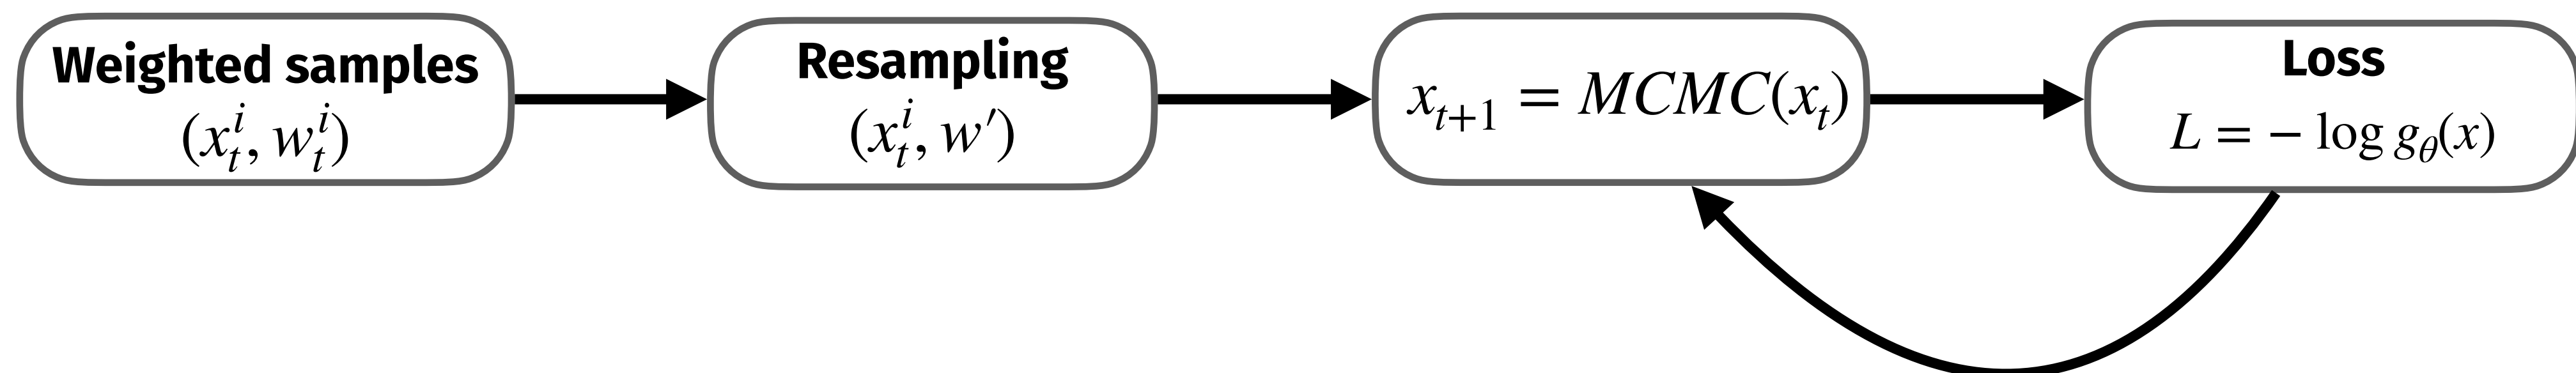 Weighted samples
(x_t^i, w_t^i)
Resampling
(x_t^i, w′)
x_{t+1} = MCMC(x_t)
Loss
L = − log g_θ(x)